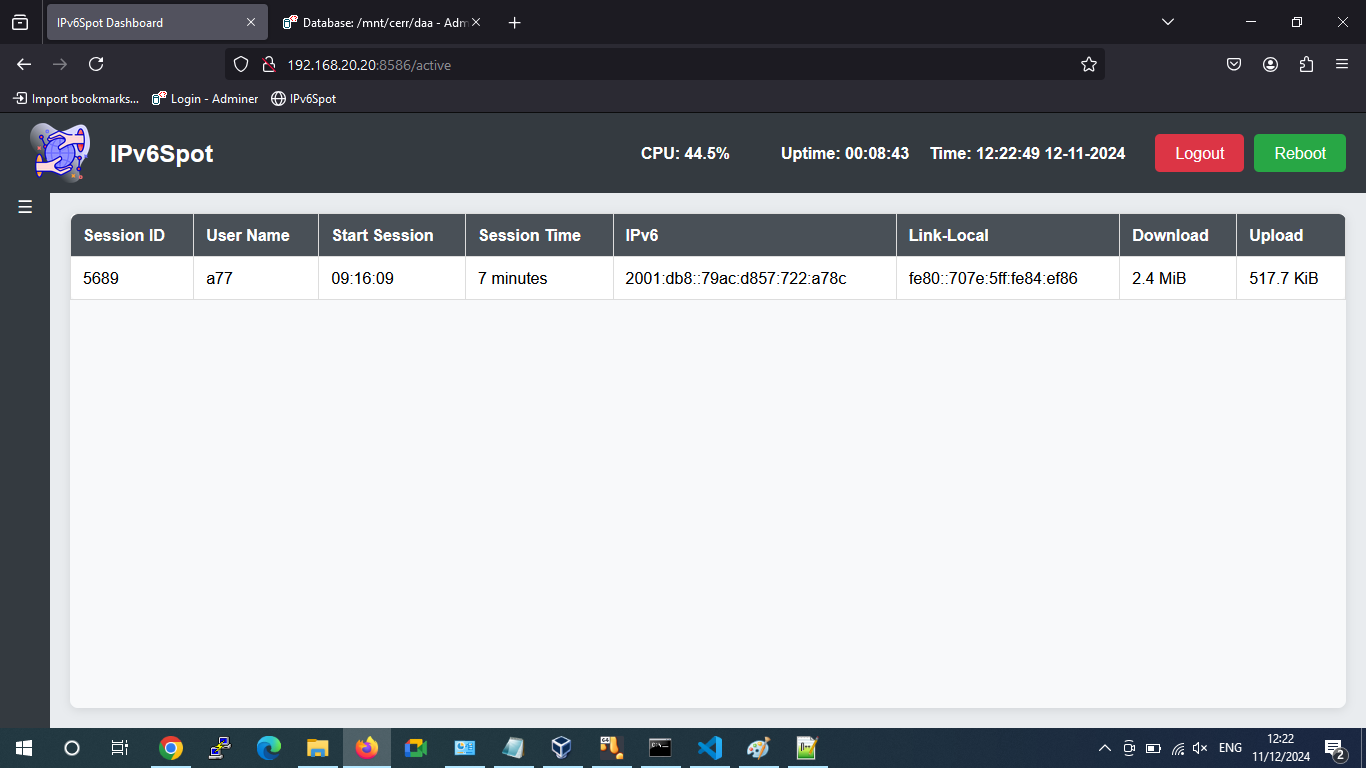 IPv6Spot Dashboard
Database: /mnt/cerr/daa - Adm
192.168.20.20:8586/active
Import bookmarks...
Login - Adminer
IPv6Spot
IPv6Spot
CPU: 44.5%
Uptime: 00:08:43
Time: 12:22:49 12-11-2024
Logout
Reboot
Session ID User Name Start Session Session Time IPv6 Link-Local Download Upload
5689 a77 09:16:09 7 minutes 2001:db8::79ac:d857:722:a78c fe80::707e:5ff:fe84:ef86 2.4 MiB 517.7 KiB
ENG
12:22
11/12/2024
2